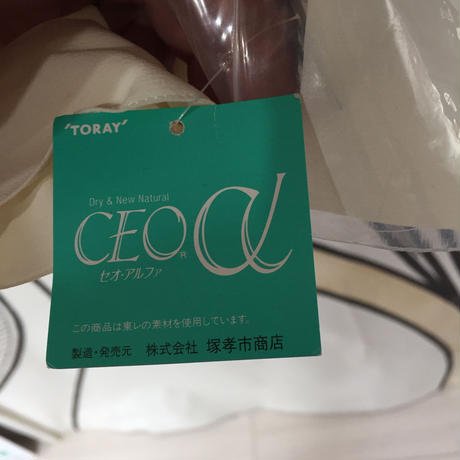 'TORAY'
Dry & New Natural
CEO® α
セオ・アルファ
この商品は東レの素材を使用しています。
製造・発売元 株式会社 塚孝市商店